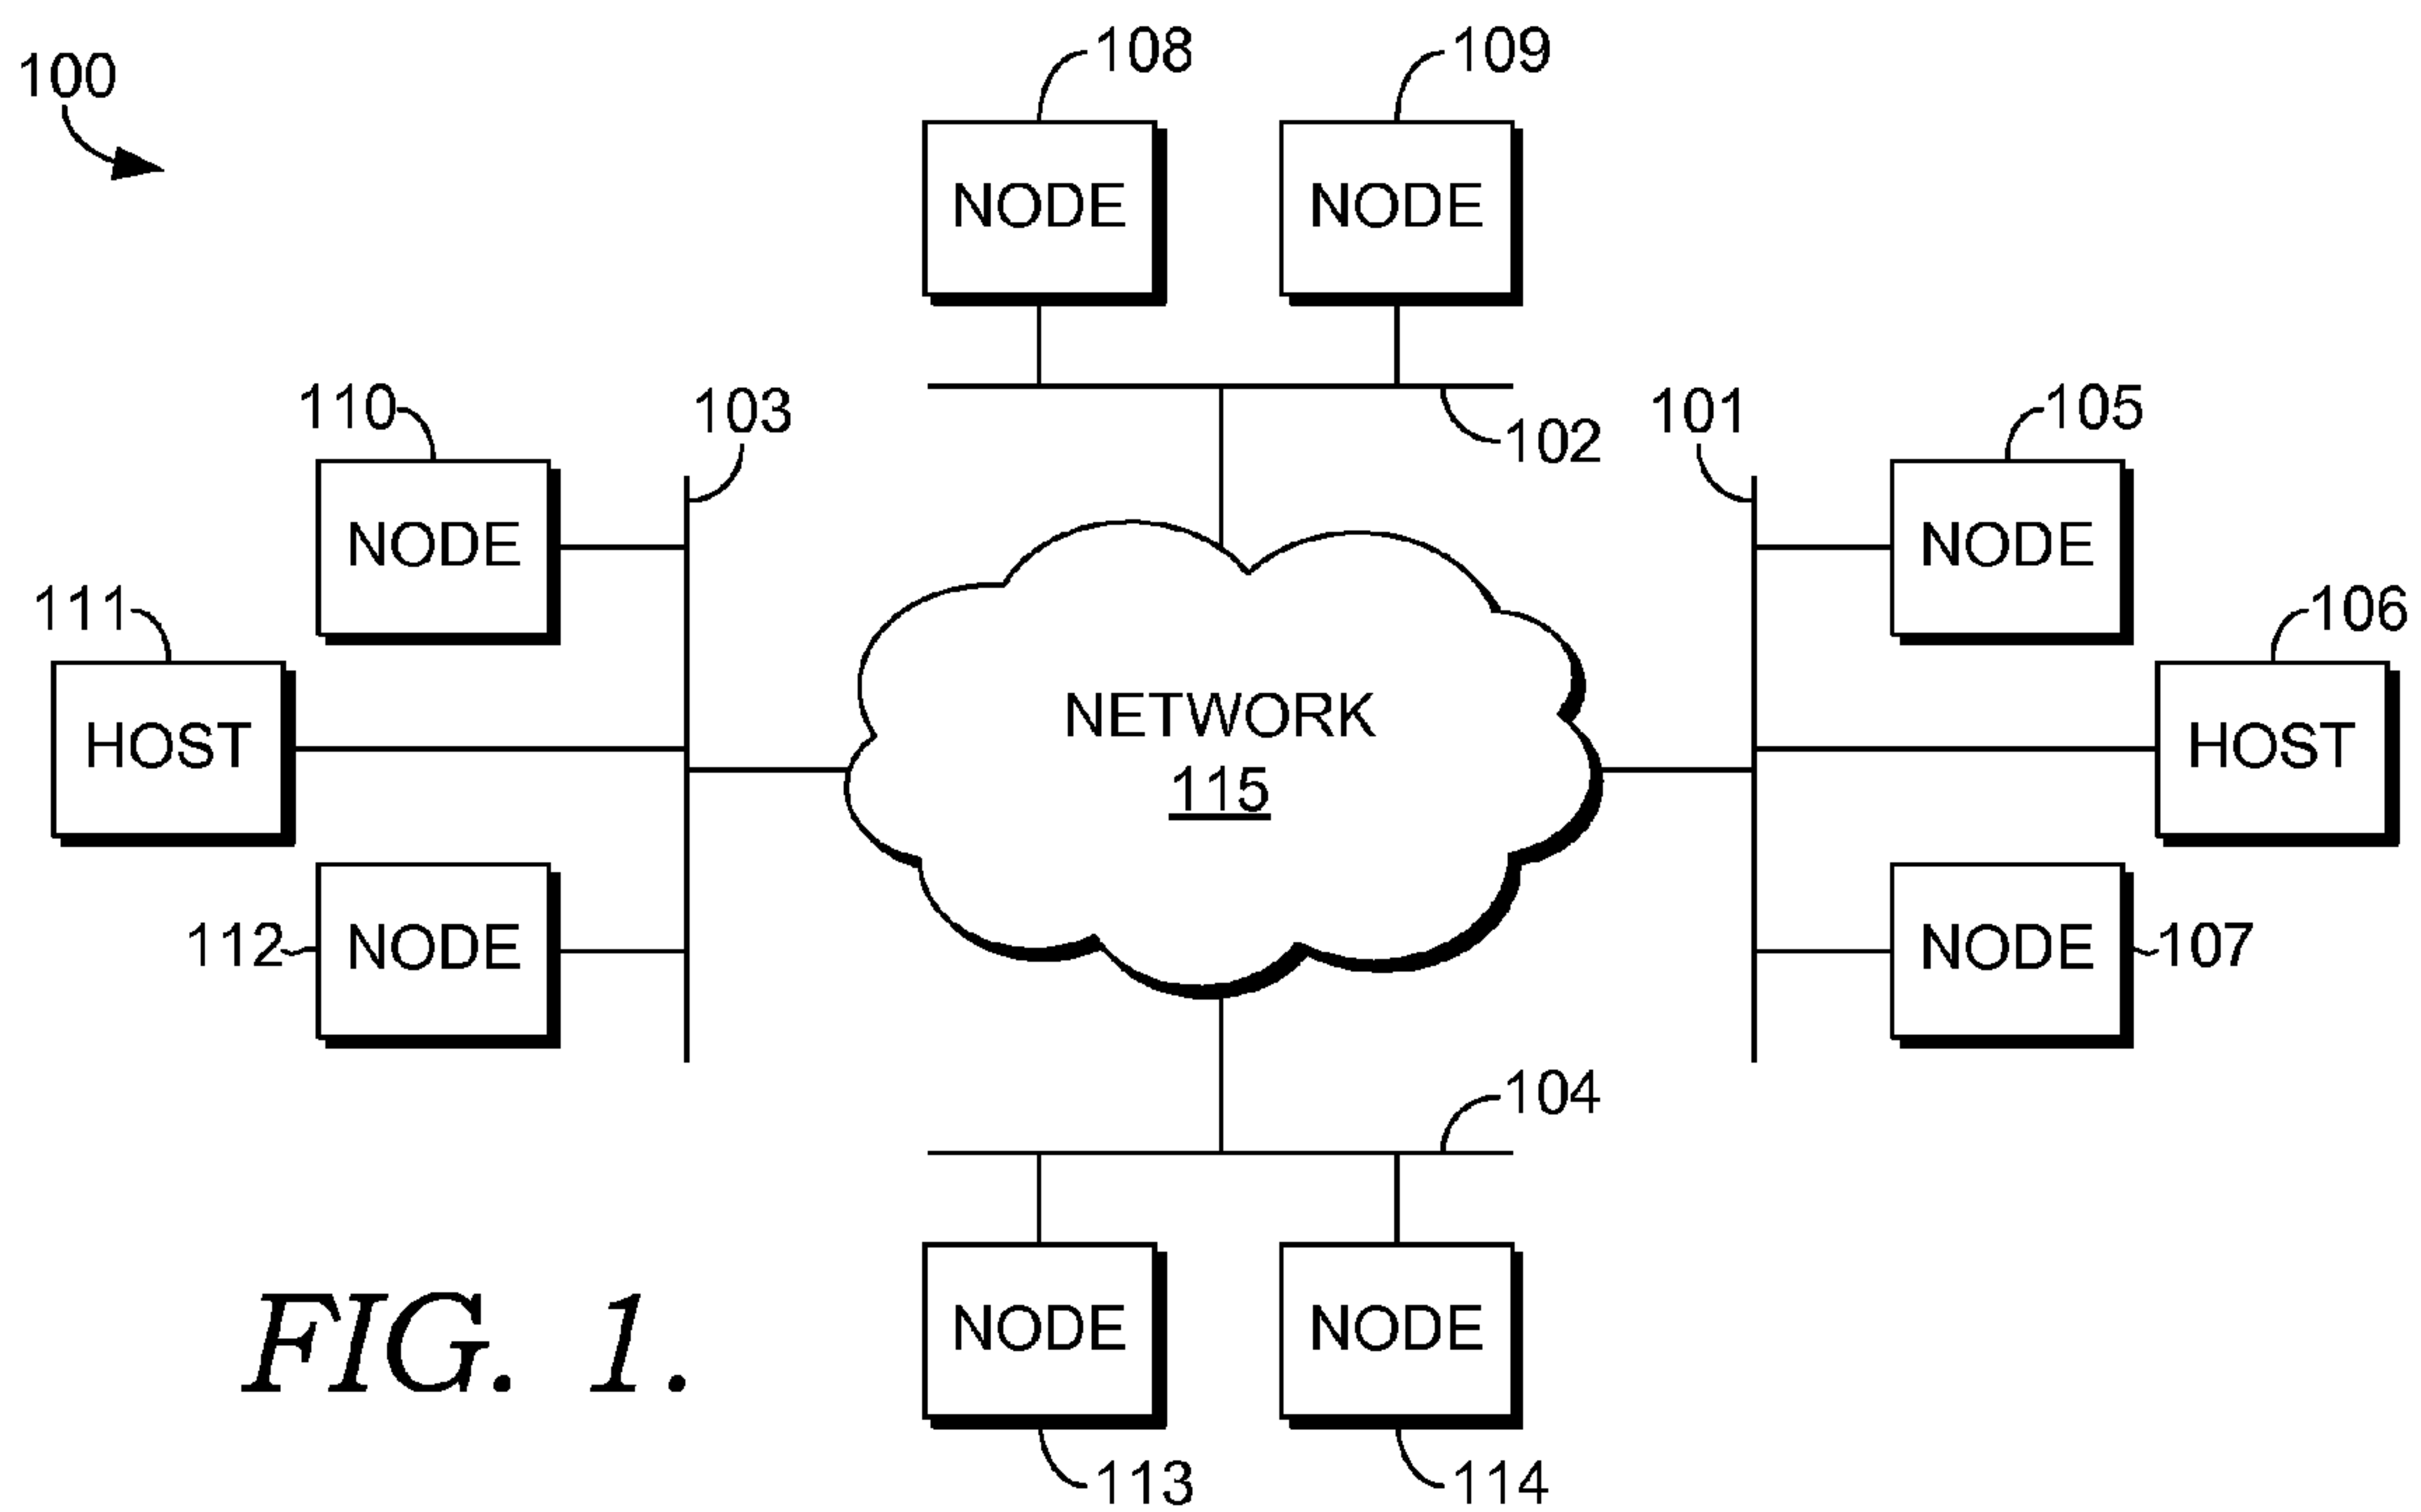 100
108
109
NODE
NODE
110
103
102
101
105
NODE
NODE
111
106
HOST
NETWORK
115
HOST
112
NODE
NODE
107
104
NODE
NODE
FIG. 1.
113
114